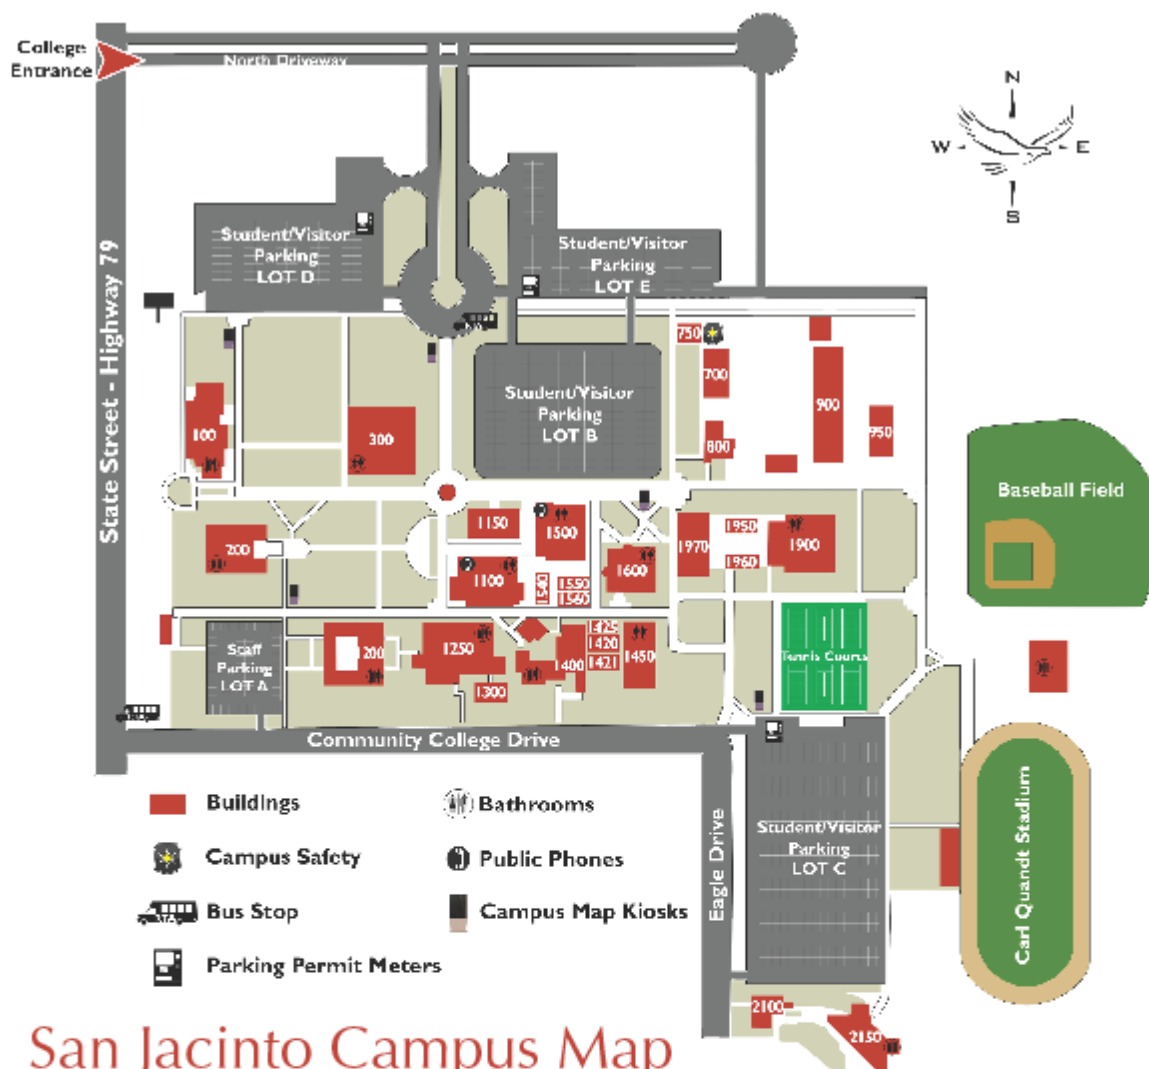 College
Entrance
North Driveway
N
W
E
S
State Street - Highway 79
Student/Visitor
Parking
LOT D
Student/Visitor
Parking
LOT E
Student/Visitor
Parking
LOT B
750
700
800
900
950
100
300
200
1150
1500
1100
1540
1550
1560
1600
1970
1950
1960
1900
Baseball Field
Staff
Parking
LOT A
1200
1250
1300
1400
1425
1420
1421
1450
Tennis Courts
Community College Drive
Eagle Drive
Student/Visitor
Parking
LOT C
Carl Quandt Stadium
2100
2150
Buildings
Bathrooms
Campus Safety
Public Phones
Bus Stop
Campus Map Kiosks
Parking Permit Meters
San Jacinto Campus Map